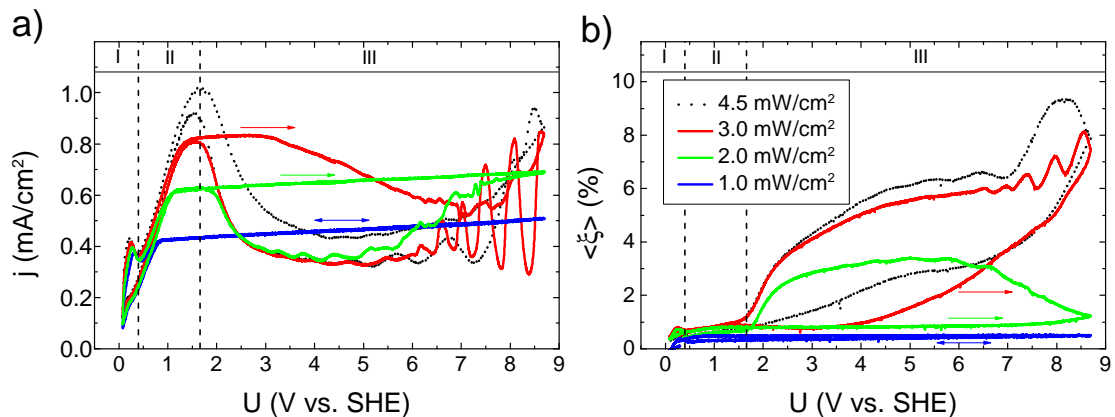 a)
I II III
1.0
0.8
0.6
0.4
0.2
0.0
j (mA/cm²)
0 1 2 3 4 5 6 7 8 9
U (V vs. SHE)
b)
I II III
10
8
6
4
2
0
<ξ> (%)
4.5 mW/cm²
3.0 mW/cm²
2.0 mW/cm²
1.0 mW/cm²
0 1 2 3 4 5 6 7 8 9
U (V vs. SHE)